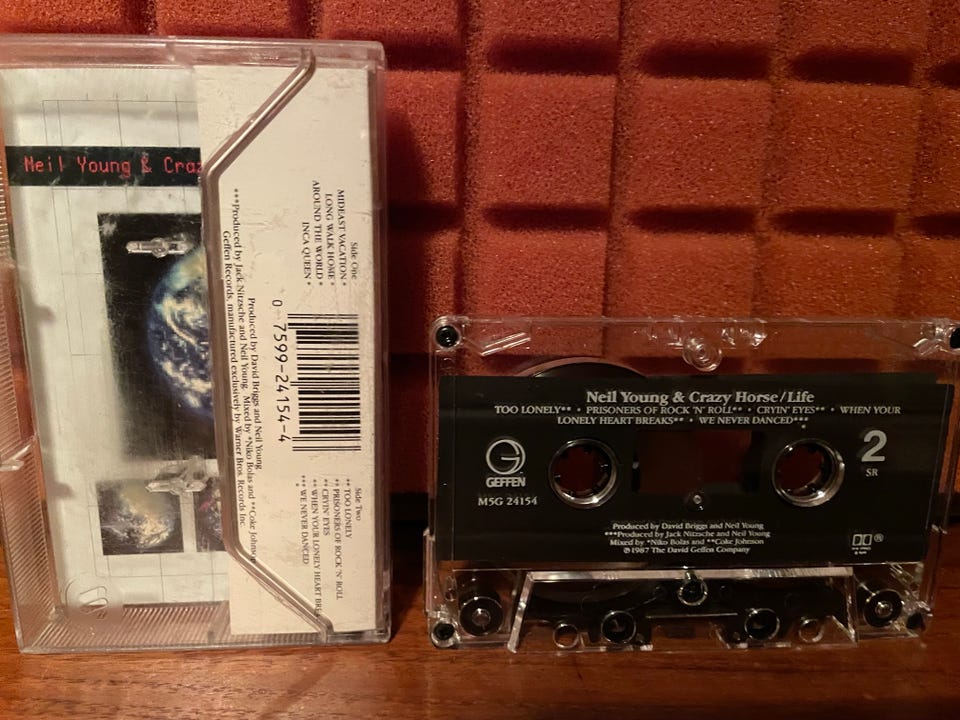 Neil Young & Craz
Side One
MIDEAST VACATION *
LONG WALK HOME *
AROUND THE WORLD *
INCA QUEEN *
0 7599-24154-4
Produced by David Briggs and Neil Young
***Produced by Jack Nitzsche and Neil Young. Mixed by *Niko Bolas and **Coke Johnson
Geffen Records, manufactured exclusively by Warner Bros. Records Inc.
Side Two
** TOO LONELY
** PRISONERS OF ROCK 'N' ROLL
** CRYIN' EYES
** WHEN YOUR LONELY HEART BRE
*** WE NEVER DANCED
Neil Young & Crazy Horse/Life
TOO LONELY** • PRISONERS OF ROCK 'N' ROLL** • CRYIN' EYES** • WHEN YOUR
LONELY HEART BREAKS** • WE NEVER DANCED***
GEFFEN
M5G 24154
2
SR
Produced by David Briggs and Neil Young
***Produced by Jack Nitzsche and Neil Young
Mixed by *Niko Bolas and **Coke Johnson
℗©1987 The David Geffen Company